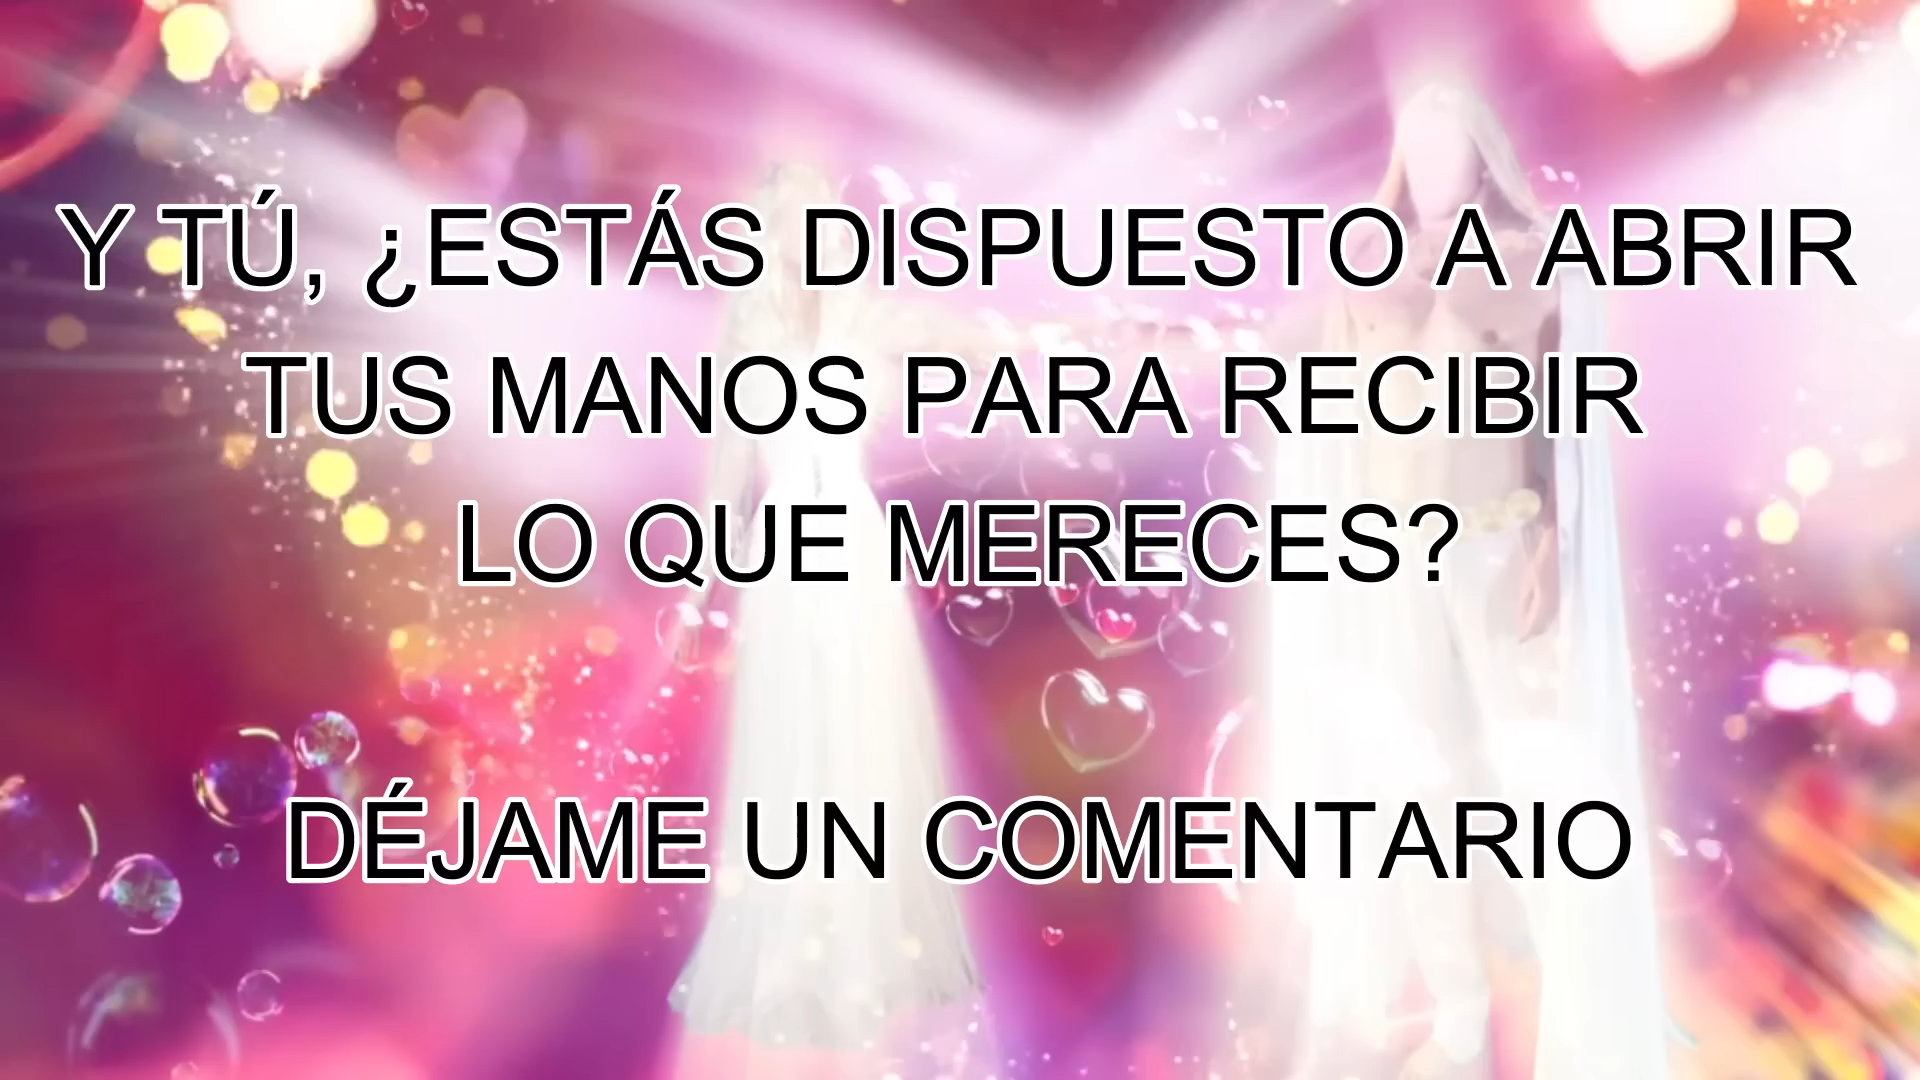 Y TÚ, ¿ESTÁS DISPUESTO A ABRIR
TUS MANOS PARA RECIBIR
LO QUE MERECES?
DÉJAME UN COMENTARIO